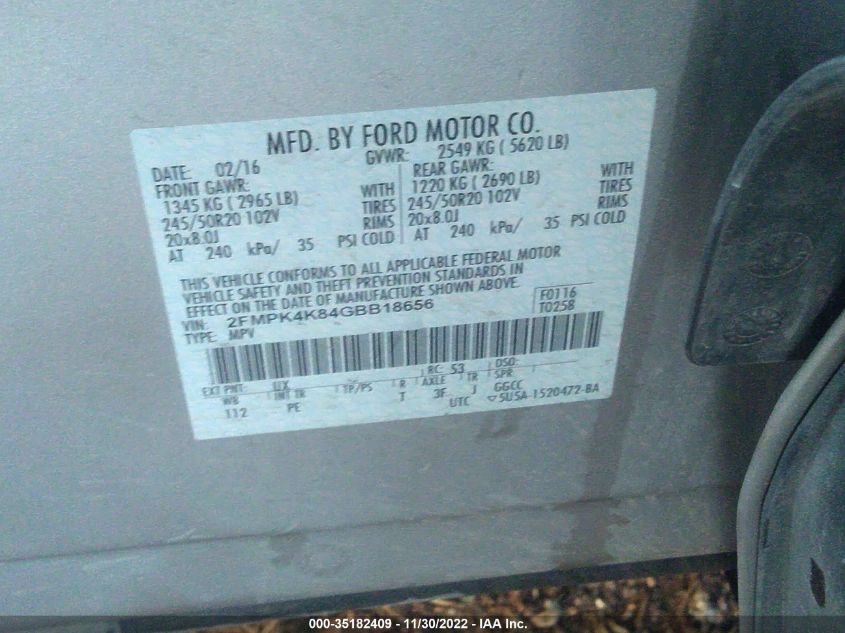 MFD. BY FORD MOTOR CO.
DATE: 02/16 GVWR: 2549 KG ( 5620 LB)
FRONT GAWR: REAR GAWR:
1345 KG ( 2965 LB) WITH 1220 KG ( 2690 LB) WITH
245/50R20 102V TIRES 245/50R20 102V TIRES
20x8.0J RIMS 20x8.0J RIMS
AT 240 kPa/ 35 PSI COLD AT 240 kPa/ 35 PSI COLD
THIS VEHICLE CONFORMS TO ALL APPLICABLE FEDERAL MOTOR
VEHICLE SAFETY AND THEFT PREVENTION STANDARDS IN
EFFECT ON THE DATE OF MANUFACTURE SHOWN ABOVE.
VIN: 2FMPK4K84GBB18656 F0116
TYPE: MPV T0258
EXT PNT: UX RC: 53 DSO:
WB INT TR TP/PS R AXLE TR SPR
112 PE T 3F J GGCC
UTC ▽SUSA-1520472-BA
000-35182409 - 11/30/2022 - IAA Inc.